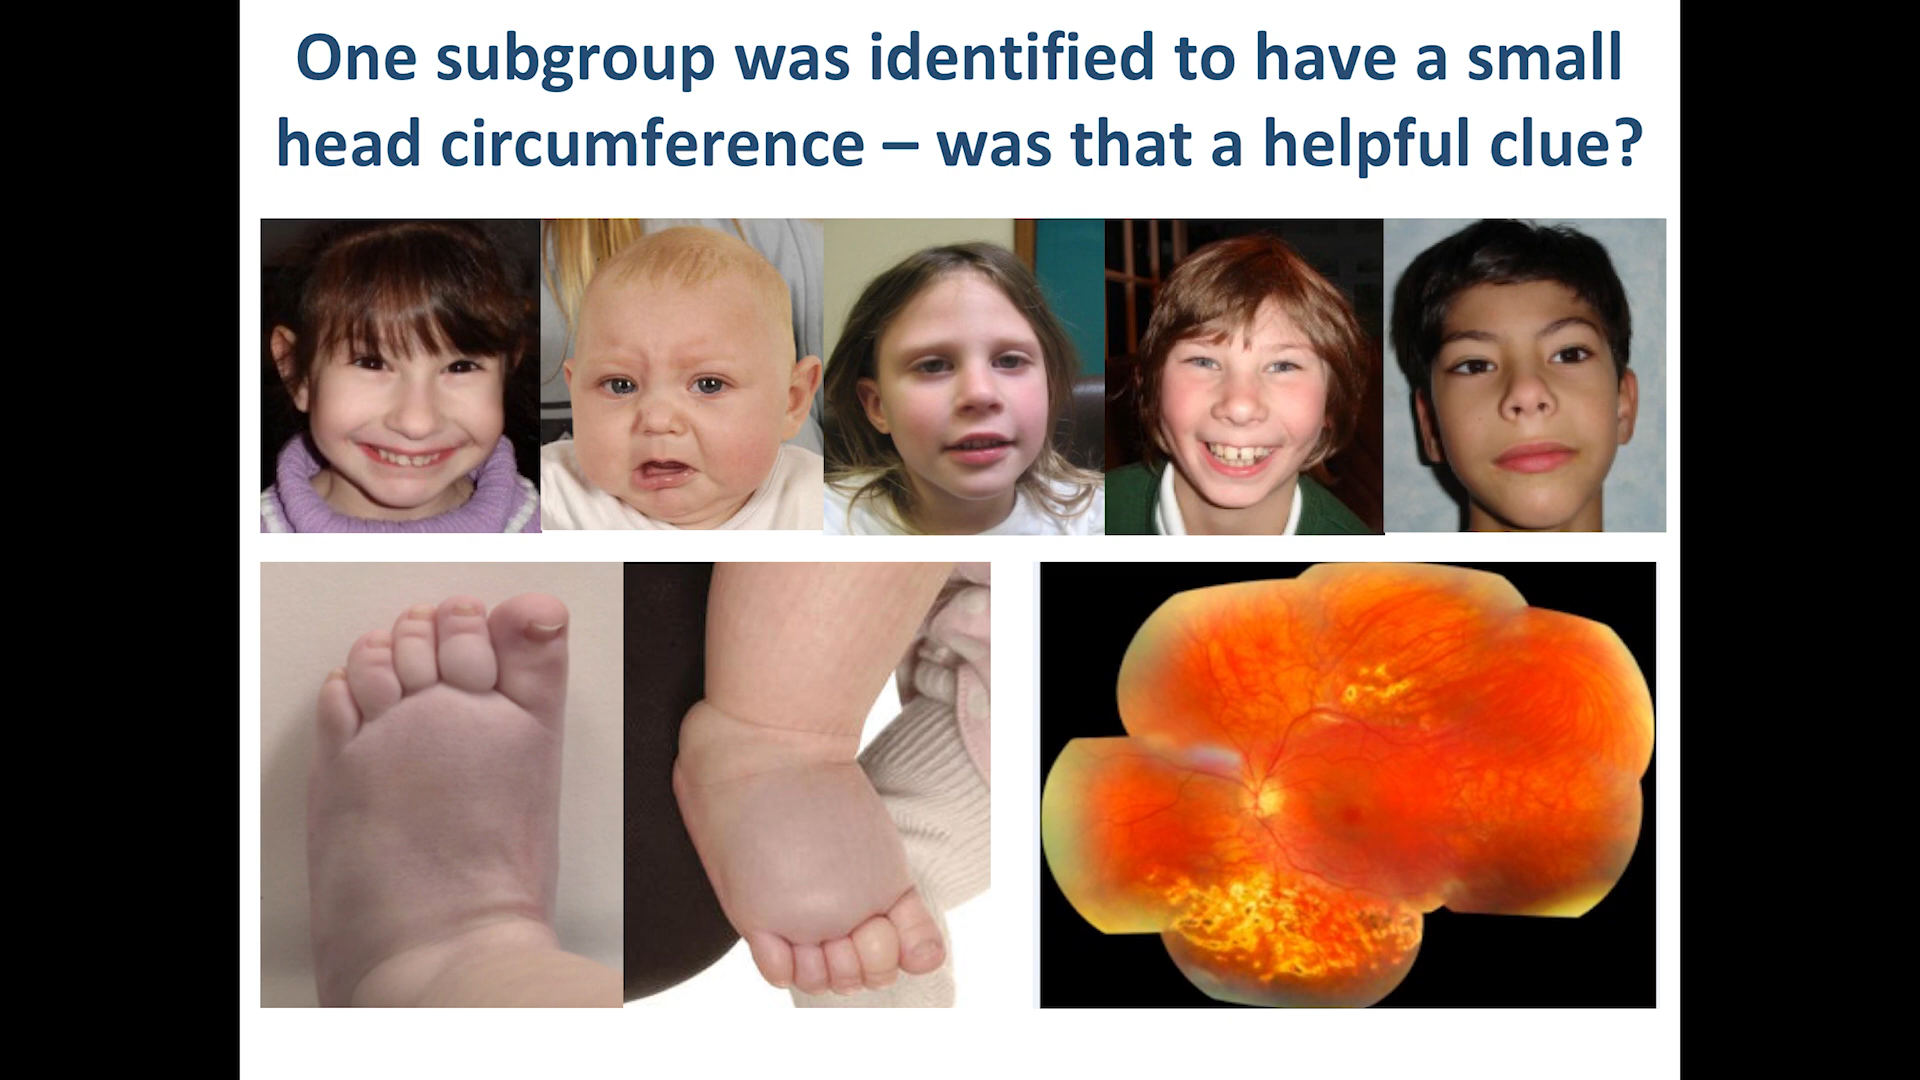 One subgroup was identified to have a small
head circumference – was that a helpful clue?